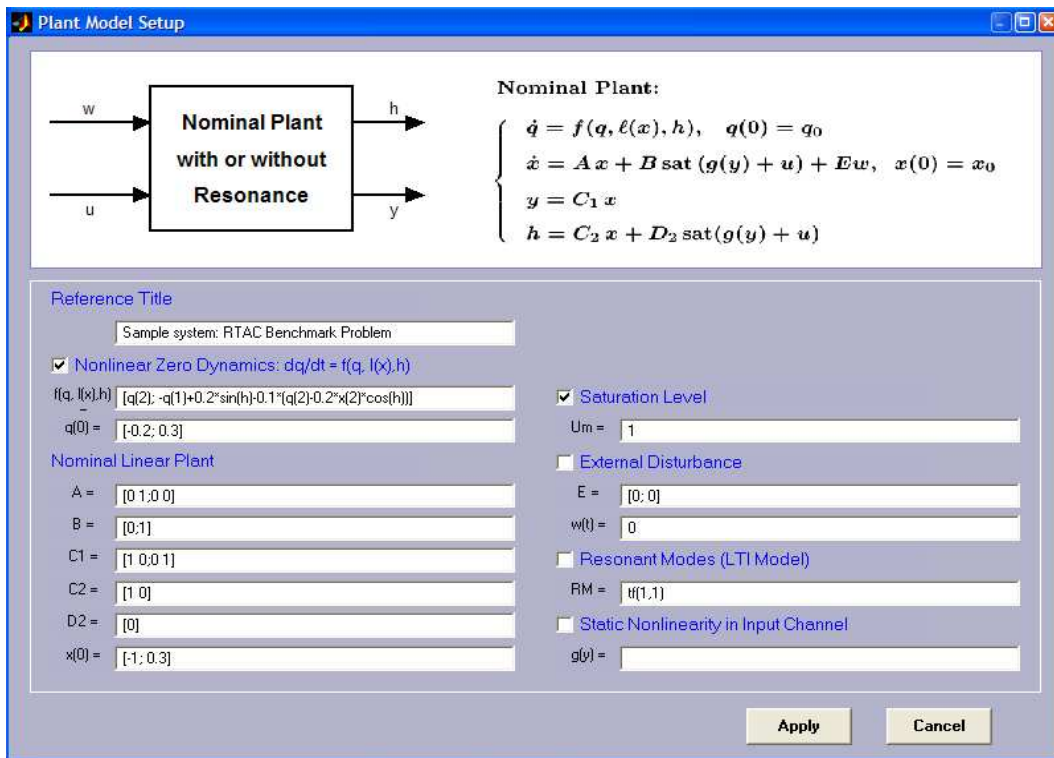 Plant Model Setup
w
h
Nominal Plant
with or without
Resonance
u
y
Nominal Plant:
q̇ = f(q, ℓ(x), h), q(0) = q₀
ẋ = A x + B sat (g(y) + u) + Ew, x(0) = x₀
y = C₁ x
h = C₂ x + D₂ sat(g(y) + u)
Reference Title
Sample system: RTAC Benchmark Problem
Nonlinear Zero Dynamics: dq/dt = f(q, l(x),h)
f(q, l(x),h) [q(2); -q(1)+0.2*sin(h)-0.1*(q(2)-0.2*x(2)*cos(h))]
q(0) = [-0.2; 0.3]
Nominal Linear Plant
A = [0 1;0 0]
B = [0;1]
C1 = [1 0;0 1]
C2 = [1 0]
D2 = [0]
x(0) = [-1; 0.3]
Saturation Level
Um = 1
External Disturbance
E = [0; 0]
w(t) = 0
Resonant Modes (LTI Model)
RM = tf(1,1)
Static Nonlinearity in Input Channel
g(y) =
Apply
Cancel